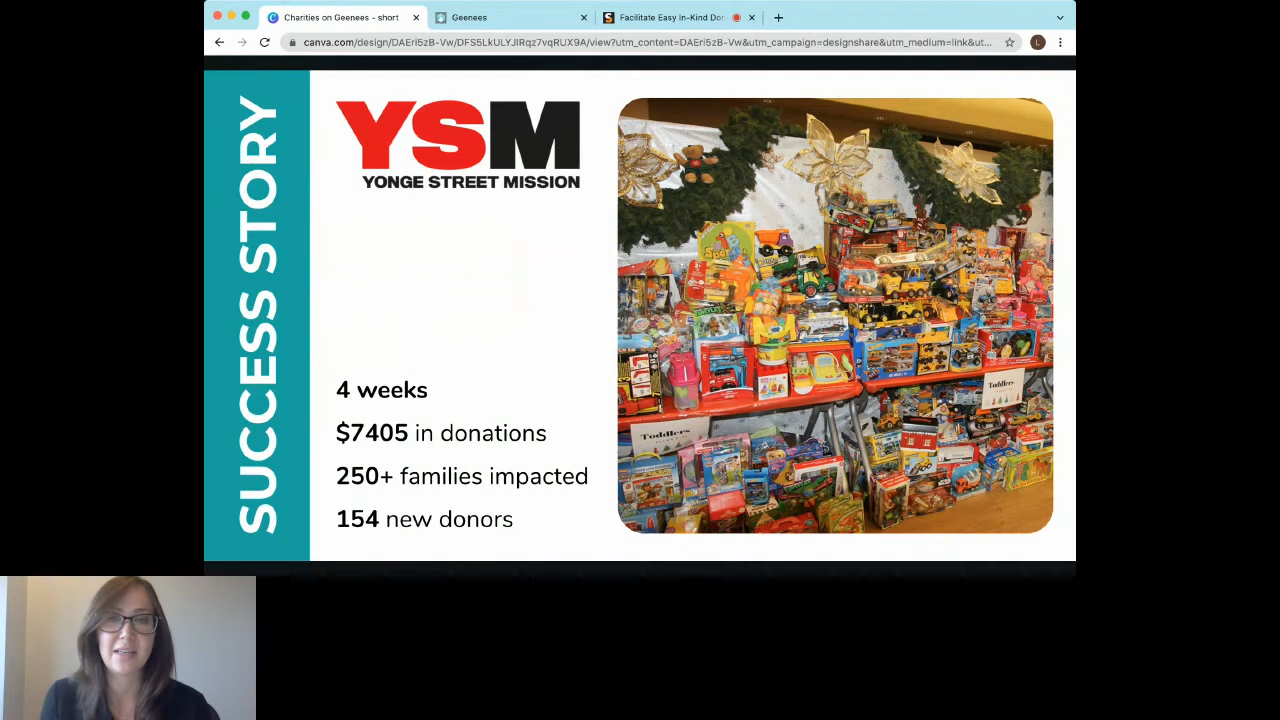 Charities on Geenees - short
Geenees
Facilitate Easy In-Kind Don
canva.com/design/DAEri5zB-Vw/DFS5LkULYJIRqz7vqRUX9A/view?utm_content=DAEri5zB-Vw&utm_campaign=designshare&utm_medium=link&ut...
L
SUCCESS STORY
YSM
YONGE STREET MISSION
4 weeks
$7405 in donations
250+ families impacted
154 new donors
Toddlers
Toddlers